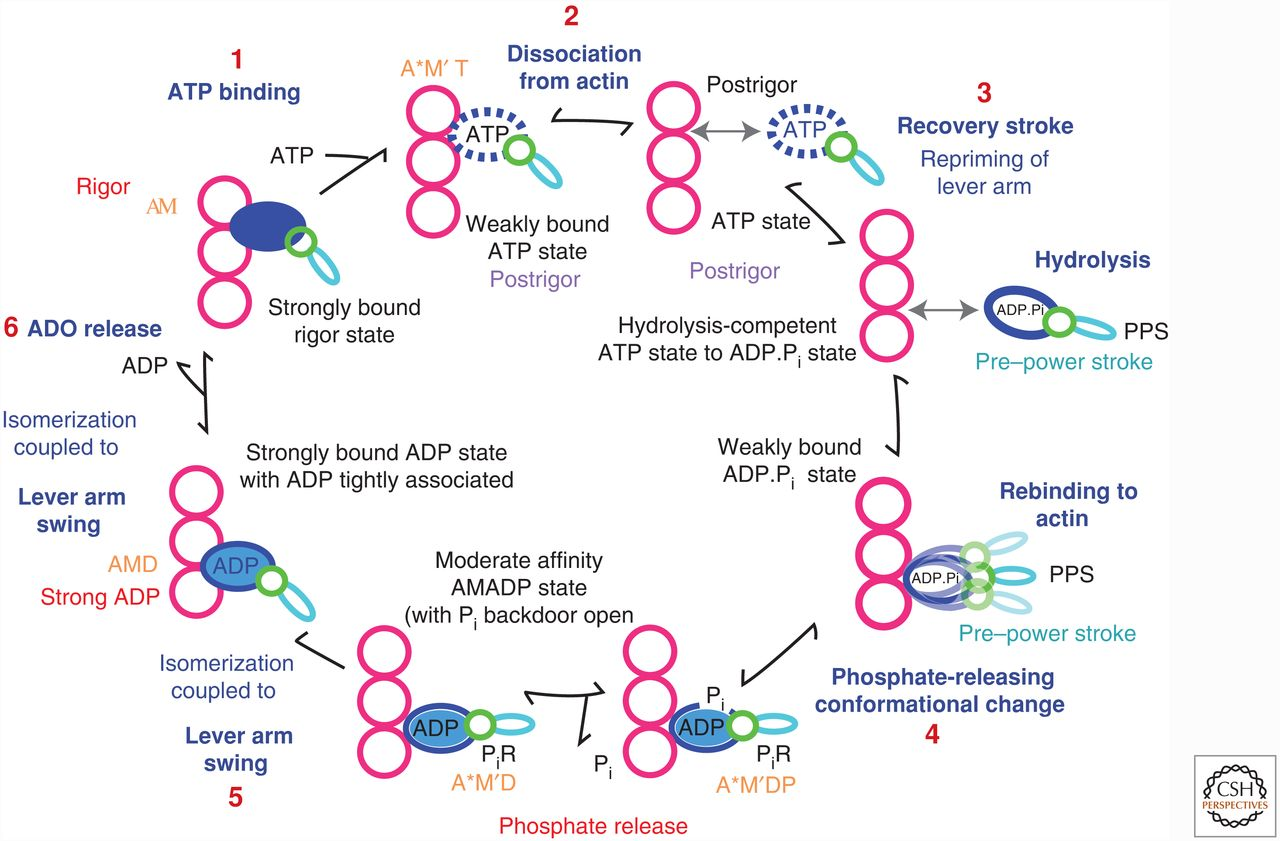 1
ATP binding
2
Dissociation
from actin
A*M′ T
ATP
ATP
Rigor
AM
Strongly bound
rigor state
Weakly bound
ATP state
Postrigor
Postrigor
ATP
ATP state
Postrigor
3
Recovery stroke
Repriming of
lever arm
Hydrolysis
ADP.Pi
PPS
Pre–power stroke
Hydrolysis-competent
ATP state to ADP.Pi state
Weakly bound
ADP.Pi state
Rebinding to
actin
ADP.Pi
PPS
Pre–power stroke
Phosphate-releasing
conformational change
4
Pi
ADP
PiR
A*M′DP
Moderate affinity
AMADP state
(with Pi backdoor open
Pi
ADP
PiR
A*M′D
Phosphate release
Isomerization
coupled to
Lever arm
swing
5
Strongly bound ADP state
with ADP tightly associated
ADP
AMD
Strong ADP
6 ADO release
ADP
Isomerization
coupled to
Lever arm
swing
CSH
PERSPECTIVES